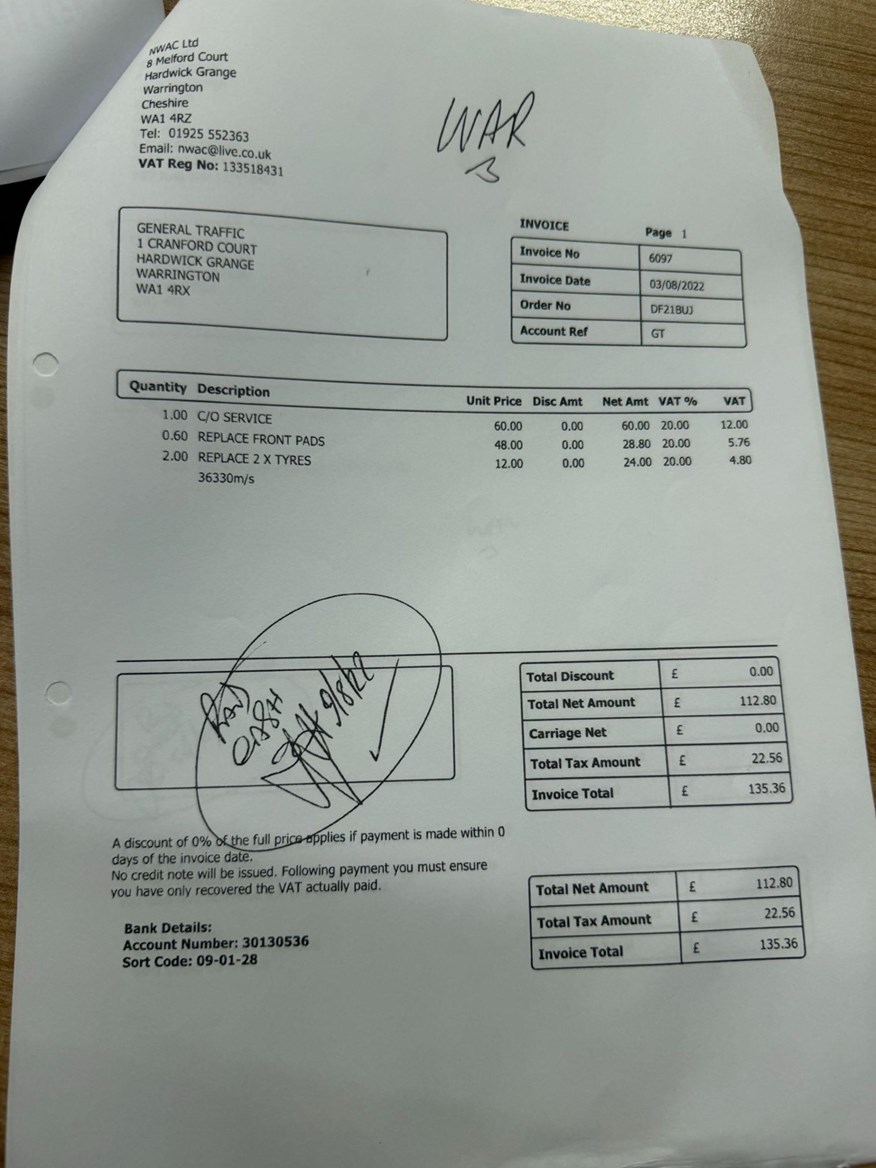 NWAC Ltd
8 Melford Court
Hardwick Grange
Warrington
Cheshire
WA1 4RZ
Tel: 01925 552363
Email: nwac@live.co.uk
VAT Reg No: 133518431
WAR
GENERAL TRAFFIC
1 CRANFORD COURT
HARDWICK GRANGE
WARRINGTON
WA1 4RX
INVOICE Page 1
Invoice No 6097
Invoice Date 03/08/2022
Order No DF21BUJ
Account Ref GT
Quantity Description Unit Price Disc Amt Net Amt VAT % VAT
1.00 C/O SERVICE 60.00 0.00 60.00 20.00 12.00
0.60 REPLACE FRONT PADS 48.00 0.00 28.80 20.00 5.76
2.00 REPLACE 2 X TYRES 12.00 0.00 24.00 20.00 4.80
36330m/s
9/8/22
Total Discount £ 0.00
Total Net Amount £ 112.80
Carriage Net £ 0.00
Total Tax Amount £ 22.56
Invoice Total £ 135.36
A discount of 0% of the full price applies if payment is made within 0
days of the invoice date.
No credit note will be issued. Following payment you must ensure
you have only recovered the VAT actually paid.
Bank Details:
Account Number: 30130536
Sort Code: 09-01-28
Total Net Amount £ 112.80
Total Tax Amount £ 22.56
Invoice Total £ 135.36